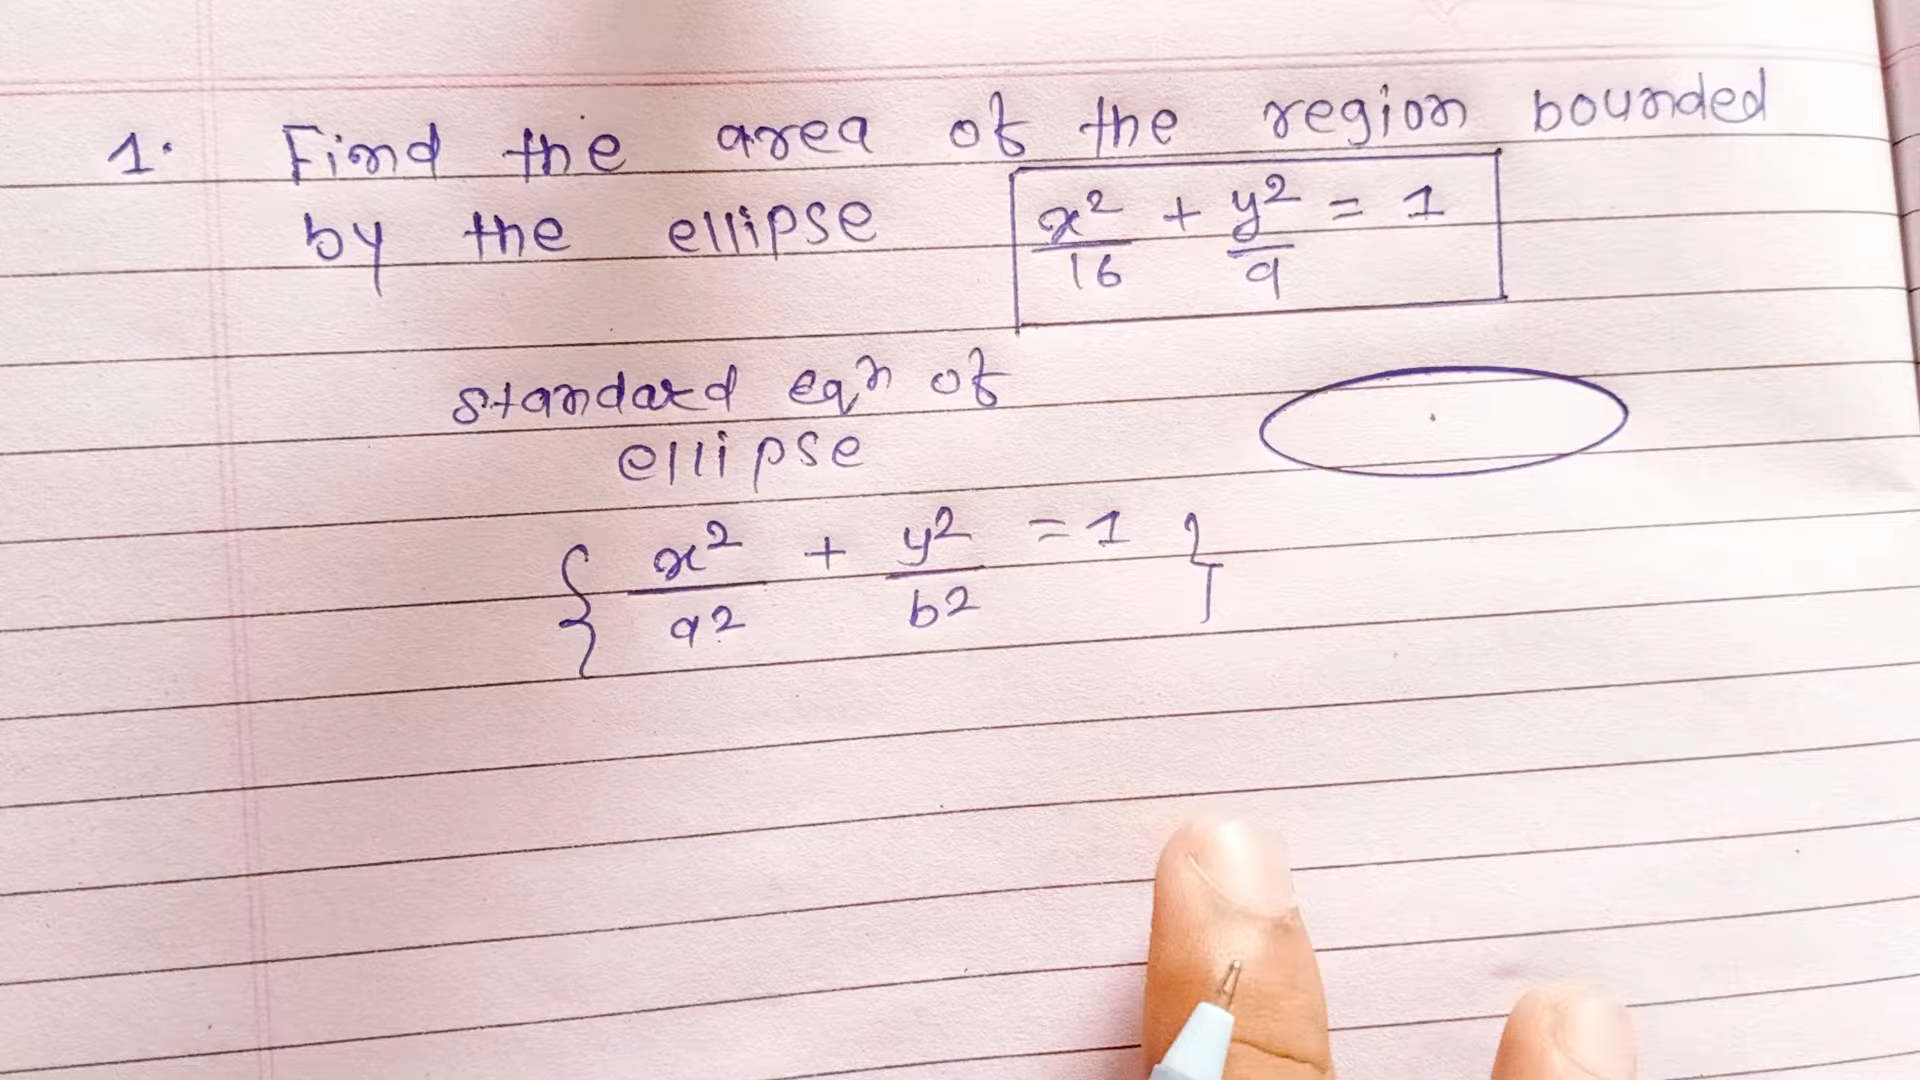 1. Find the area of the region bounded
by the ellipse x²/16 + y²/9 = 1
standard eqn of
ellipse
{ x²/a² + y²/b² = 1 }